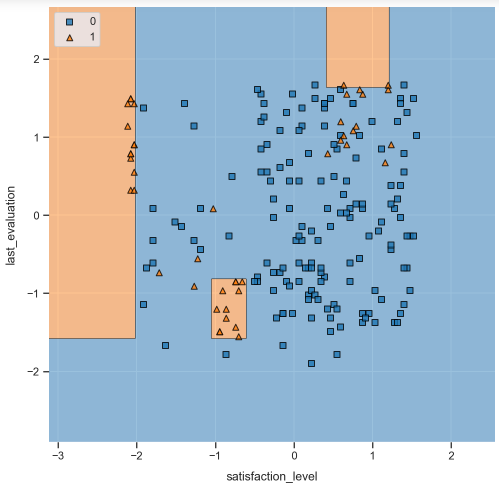 0
1
2
1
0
−1
−2
last_evaluation
−3 −2 −1 0 1 2
satisfaction_level